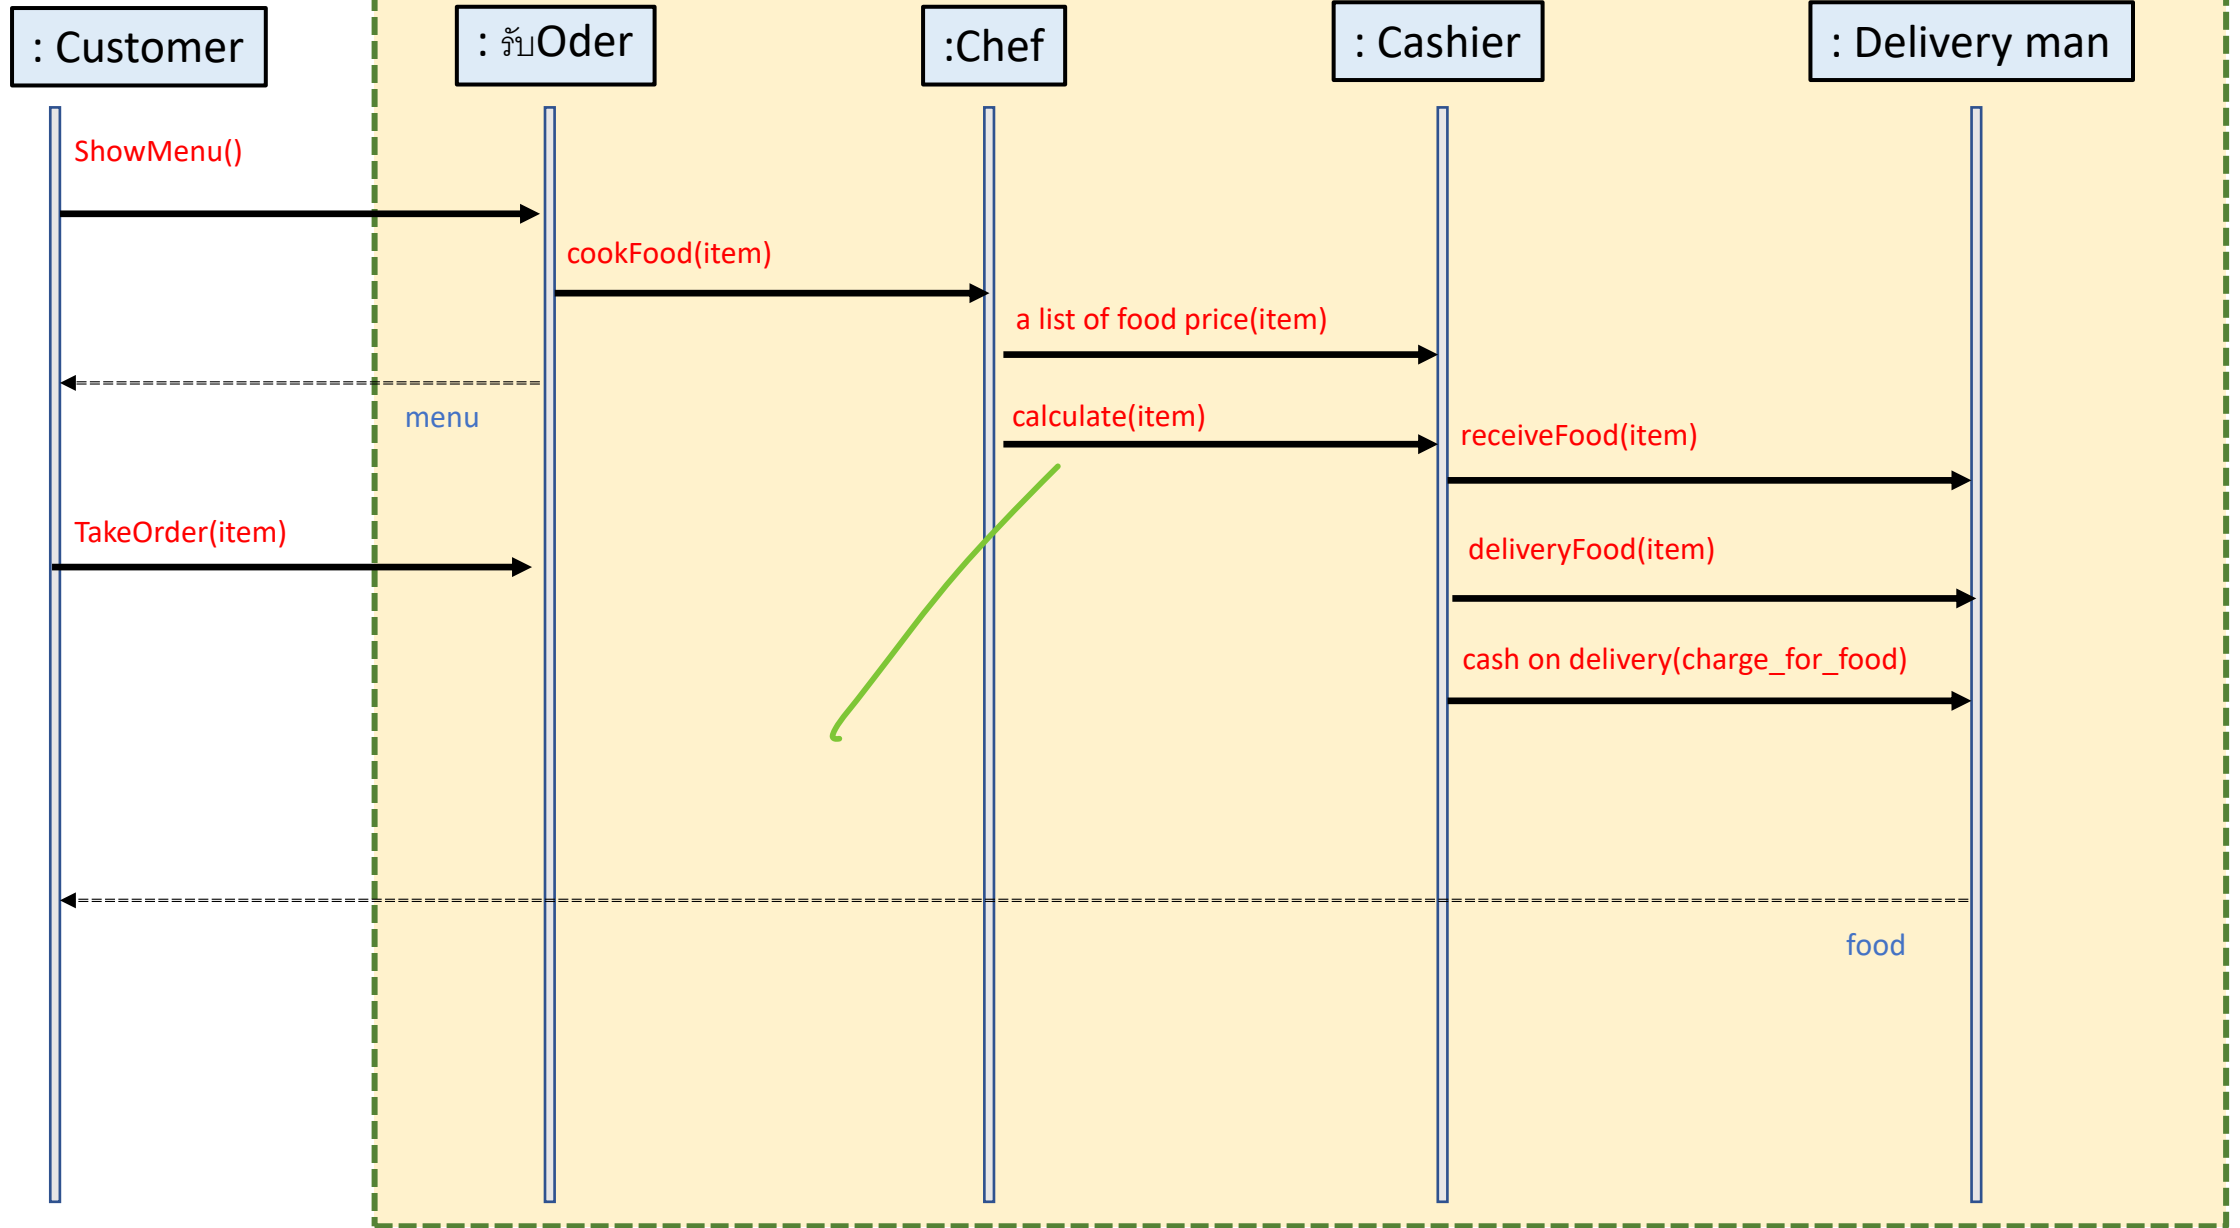 : Customer
: รับOder
:Chef
: Cashier
: Delivery man
ShowMenu()
cookFood(item)
a list of food price(item)
menu
calculate(item)
receiveFood(item)
TakeOrder(item)
deliveryFood(item)
cash on delivery(charge_for_food)
food